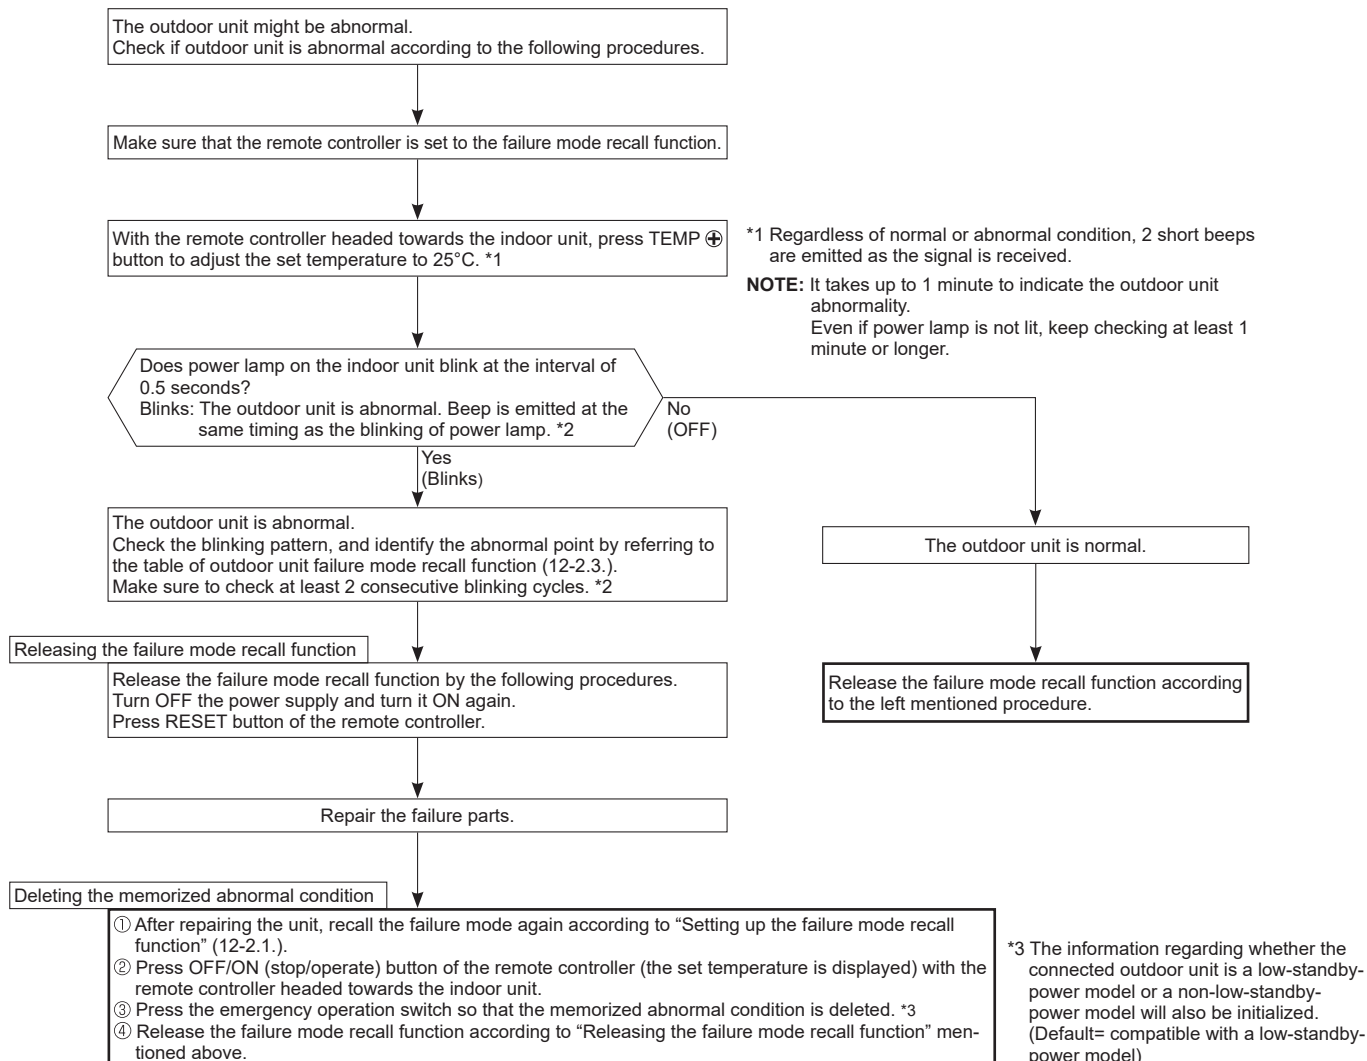 The outdoor unit might be abnormal.
Check if outdoor unit is abnormal according to the following procedures.
Make sure that the remote controller is set to the failure mode recall function.
With the remote controller headed towards the indoor unit, press TEMP ⊕
button to adjust the set temperature to 25°C. *1
*1 Regardless of normal or abnormal condition, 2 short beeps
are emitted as the signal is received.
NOTE: It takes up to 1 minute to indicate the outdoor unit
abnormality.
Even if power lamp is not lit, keep checking at least 1
minute or longer.
Does power lamp on the indoor unit blink at the interval of
0.5 seconds?
Blinks: The outdoor unit is abnormal. Beep is emitted at the
same timing as the blinking of power lamp. *2
No
(OFF)
Yes
(Blinks)
The outdoor unit is abnormal.
Check the blinking pattern, and identify the abnormal point by referring to
the table of outdoor unit failure mode recall function (12-2.3.).
Make sure to check at least 2 consecutive blinking cycles. *2
The outdoor unit is normal.
Releasing the failure mode recall function
Release the failure mode recall function by the following procedures.
Turn OFF the power supply and turn it ON again.
Press RESET button of the remote controller.
Release the failure mode recall function according
to the left mentioned procedure.
Repair the failure parts.
Deleting the memorized abnormal condition
① After repairing the unit, recall the failure mode again according to “Setting up the failure mode recall
function” (12-2.1.).
② Press OFF/ON (stop/operate) button of the remote controller (the set temperature is displayed) with the
remote controller headed towards the indoor unit.
③ Press the emergency operation switch so that the memorized abnormal condition is deleted. *3
④ Release the failure mode recall function according to “Releasing the failure mode recall function” men-
tioned above.
*3 The information regarding whether the
connected outdoor unit is a low-standby-
power model or a non-low-standby-
power model will also be initialized.
(Default= compatible with a low-standby-
power model)